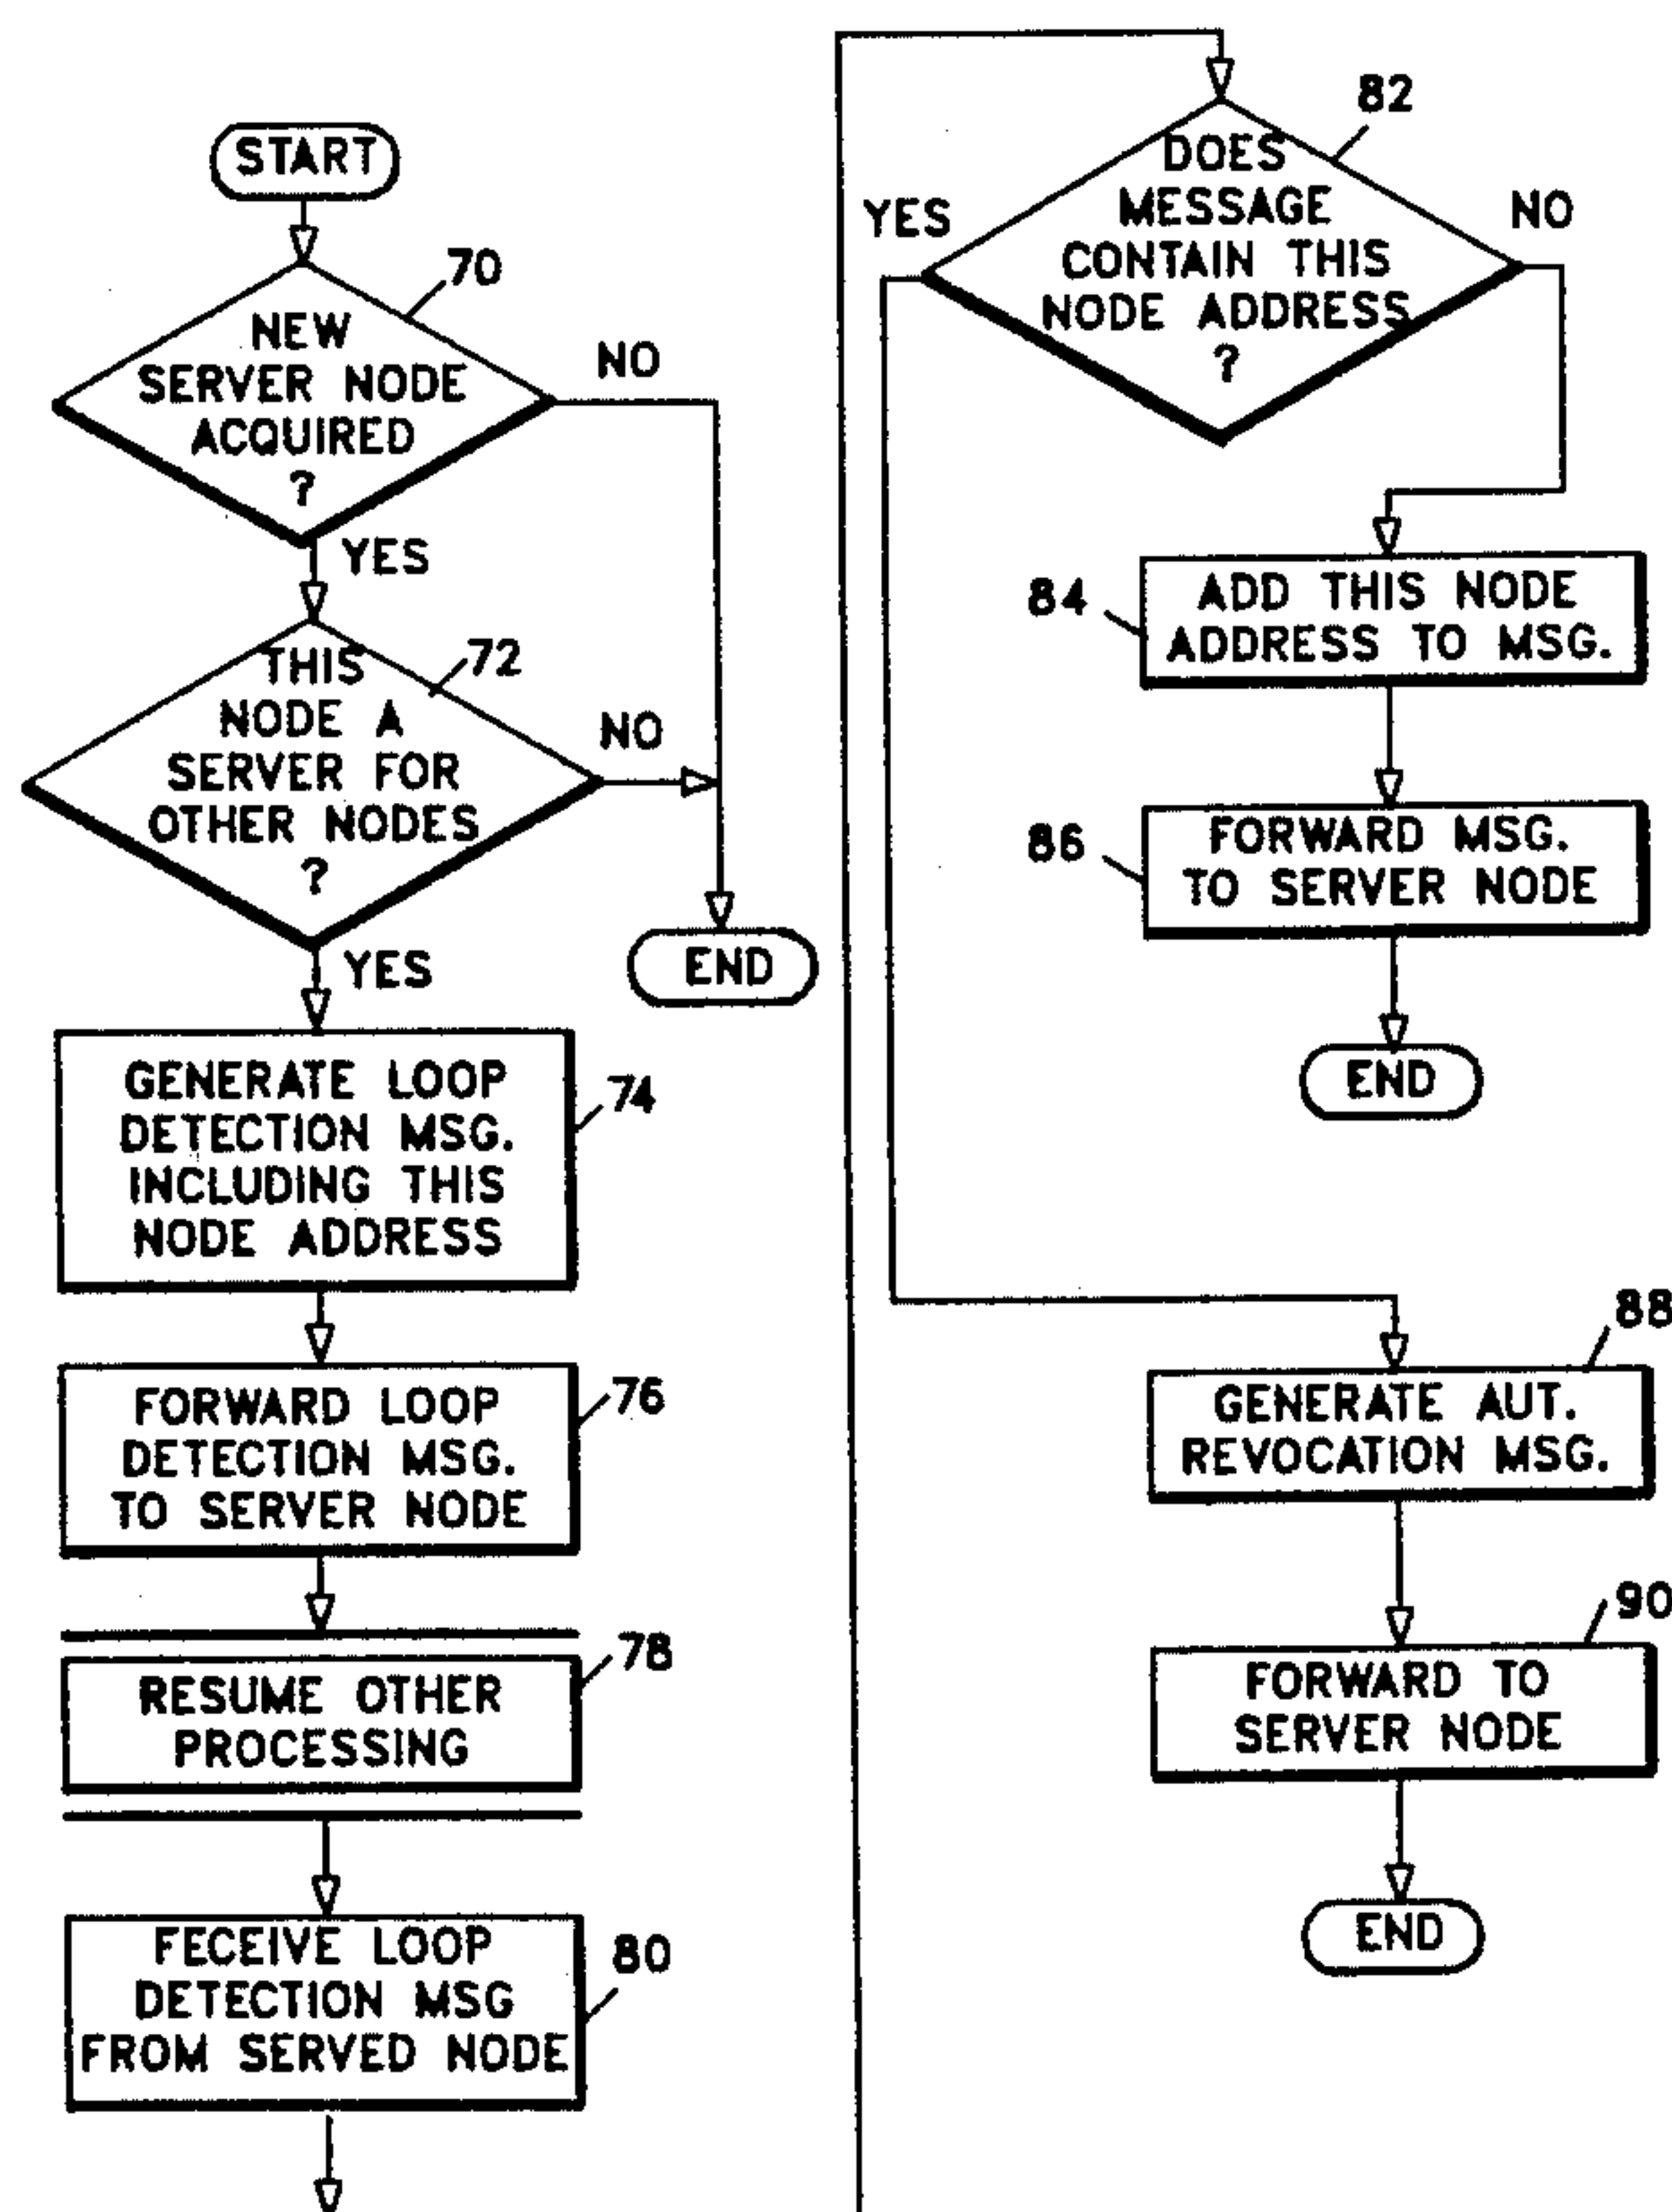 START
70
NEW
SERVER NODE
ACQUIRED
?
NO
YES
72
THIS
NODE A
SERVER FOR
OTHER NODES
?
NO
YES
END
GENERATE LOOP
DETECTION MSG.
INCLUDING THIS
NODE ADDRESS
74
FORWARD LOOP
DETECTION MSG.
TO SERVER NODE
76
RESUME OTHER
PROCESSING
78
FECEIVE LOOP
DETECTION MSG
FROM SERVED NODE
80
82
DOES
MESSAGE
CONTAIN THIS
NODE ADDRESS
?
YES
NO
84
ADD THIS NODE
ADDRESS TO MSG.
86
FORWARD MSG.
TO SERVER NODE
END
88
GENERATE AUT.
REVOCATION MSG.
90
FORWARD TO
SERVER NODE
END